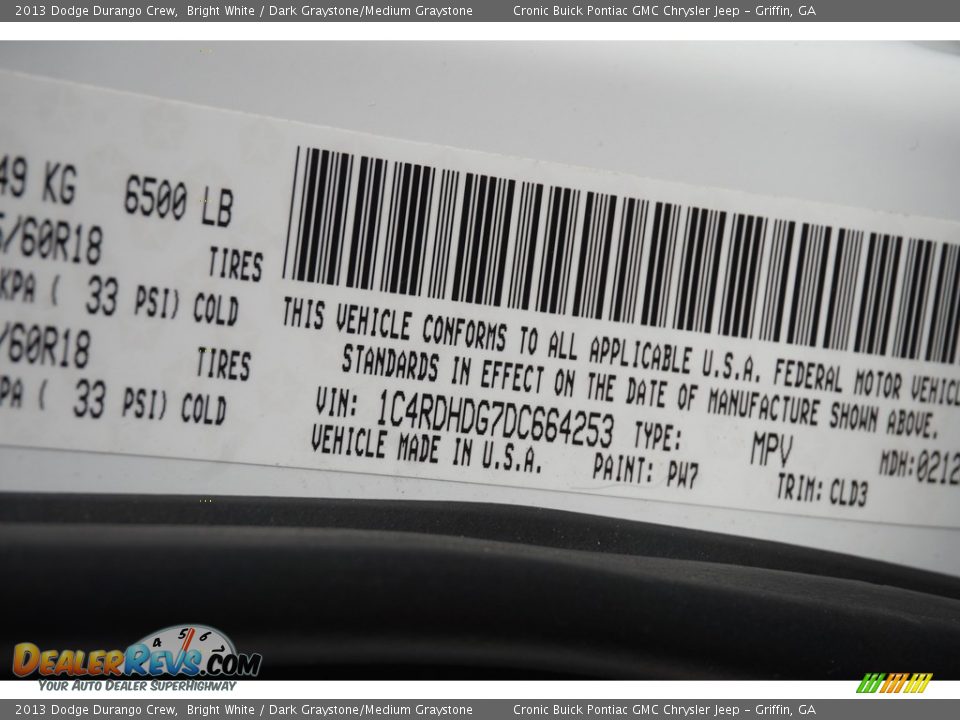 2013 Dodge Durango Crew, Bright White / Dark Graystone/Medium Graystone Cronic Buick Pontiac GMC Chrysler Jeep - Griffin, GA
49 KG 6500 LB
/60R18 TIRES
KPA ( 33 PSI) COLD
/60R18 TIRES
PA ( 33 PSI) COLD
THIS VEHICLE CONFORMS TO ALL APPLICABLE U.S.A. FEDERAL MOTOR VEHICL
STANDARDS IN EFFECT ON THE DATE OF MANUFACTURE SHOWN ABOVE.
VIN: 1C4RDHDG7DC664253 TYPE: MPV MDH:0212
VEHICLE MADE IN U.S.A. PAINT: PW7 TRIM: CLD3
4 5 6
DEALERREVS.COM
YOUR AUTO DEALER SUPERHIGHWAY
2013 Dodge Durango Crew, Bright White / Dark Graystone/Medium Graystone Cronic Buick Pontiac GMC Chrysler Jeep - Griffin, GA